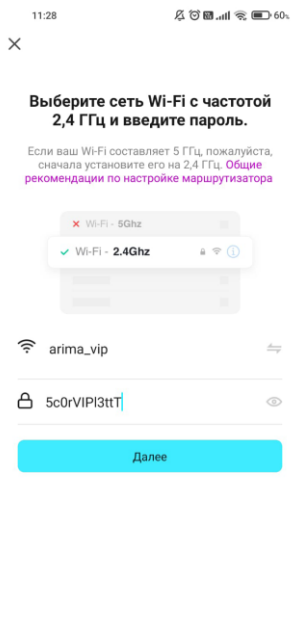 11:28
60%
Выберите сеть Wi-Fi с частотой
2,4 ГГц и введите пароль.
Если ваш Wi-Fi составляет 5 ГГц, пожалуйста,
сначала установите его на 2,4 ГГц. Общие
рекомендации по настройке маршрутизатора
Wi-Fi - 5Ghz
Wi-Fi - 2.4Ghz
arima_vip
5c0rVIPl3ttT
Далее